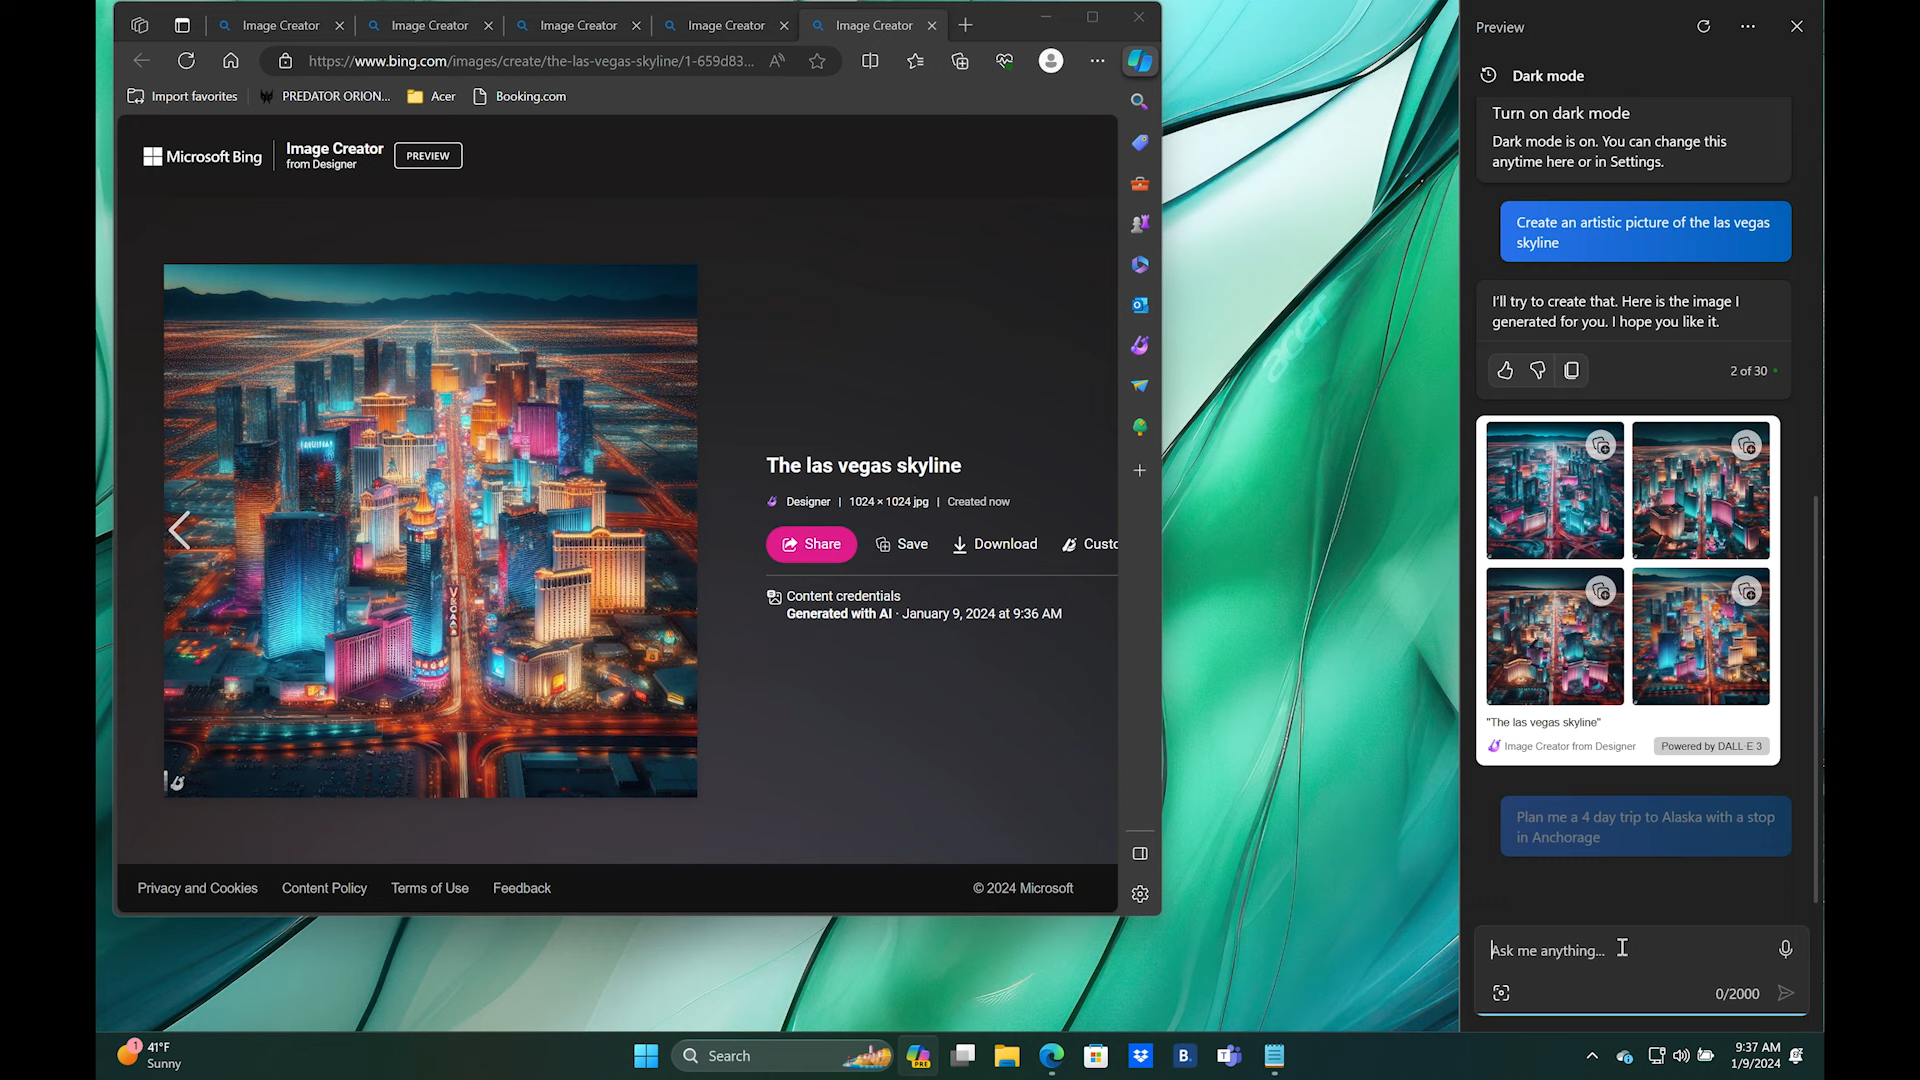 Image Creator
Image Creator
Image Creator
Image Creator
Image Creator
https://www.bing.com/images/create/the-las-vegas-skyline/1-659d83...
Import favorites
PREDATOR ORION...
Acer
Booking.com
Microsoft Bing
Image Creator
from Designer
PREVIEW
VEGAS
The las vegas skyline
Designer | 1024 × 1024 jpg | Created now
Share
Save
Download
Custo
Content credentials
Generated with AI · January 9, 2024 at 9:36 AM
Privacy and Cookies
Content Policy
Terms of Use
Feedback
© 2024 Microsoft
acer
Preview
Dark mode
Turn on dark mode
Dark mode is on. You can change this
anytime here or in Settings.
Create an artistic picture of the las vegas
skyline
I'll try to create that. Here is the image I
generated for you. I hope you like it.
2 of 30
"The las vegas skyline"
Image Creator from Designer
Powered by DALL·E 3
Plan me a 4 day trip to Alaska with a stop
in Anchorage
Ask me anything...
0/2000
1
41°F
Sunny
Search
PRE
B.
9:37 AM
1/9/2024